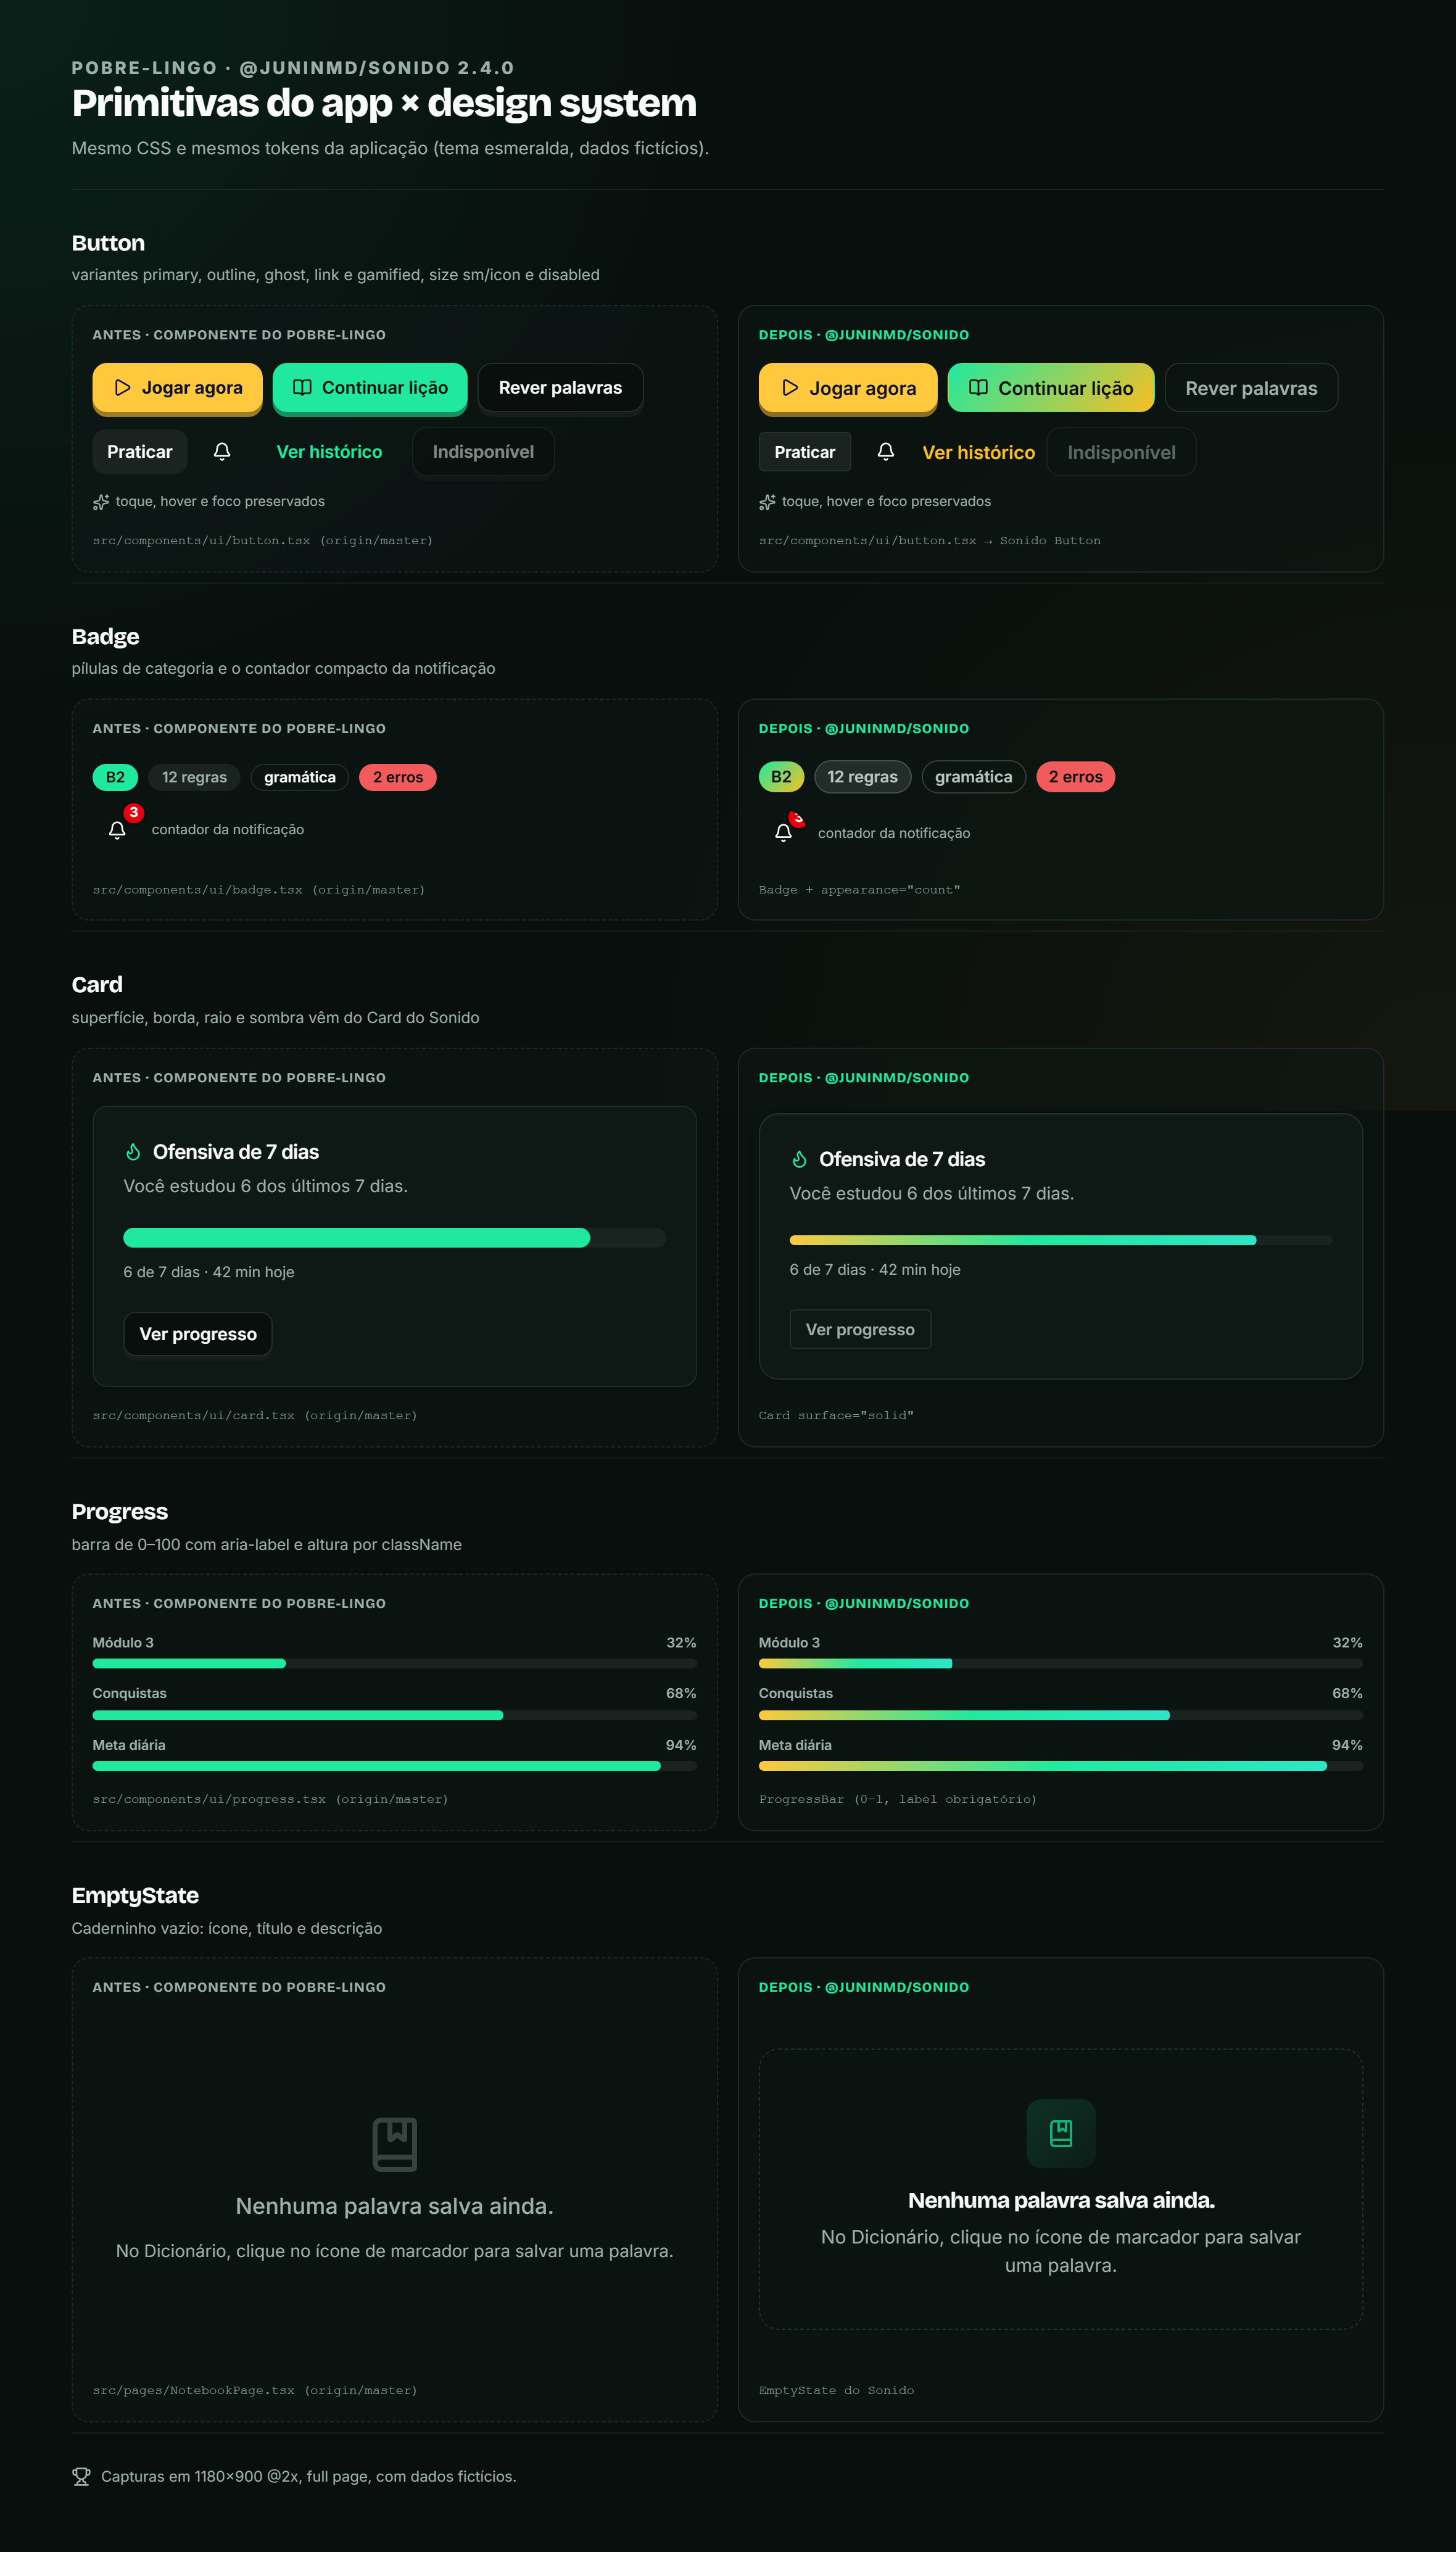 POBRE-LINGO · @JUNINMD/SONIDO 2.4.0
Primitivas do app × design system
Mesmo CSS e mesmos tokens da aplicação (tema esmeralda, dados fictícios).
Button
variantes primary, outline, ghost, link e gamified, size sm/icon e disabled
ANTES · COMPONENTE DO POBRE-LINGO
Jogar agora
Continuar lição
Rever palavras
Praticar
Ver histórico
Indisponível
toque, hover e foco preservados
src/components/ui/button.tsx (origin/master)
DEPOIS · @JUNINMD/SONIDO
Jogar agora
Continuar lição
Rever palavras
Praticar
Ver histórico
Indisponível
toque, hover e foco preservados
src/components/ui/button.tsx → Sonido Button
Badge
pílulas de categoria e o contador compacto da notificação
ANTES · COMPONENTE DO POBRE-LINGO
B2
12 regras
gramática
2 erros
3
contador da notificação
src/components/ui/badge.tsx (origin/master)
DEPOIS · @JUNINMD/SONIDO
B2
12 regras
gramática
2 erros
contador da notificação
Badge + appearance="count"
Card
superfície, borda, raio e sombra vêm do Card do Sonido
ANTES · COMPONENTE DO POBRE-LINGO
Ofensiva de 7 dias
Você estudou 6 dos últimos 7 dias.
6 de 7 dias · 42 min hoje
Ver progresso
src/components/ui/card.tsx (origin/master)
DEPOIS · @JUNINMD/SONIDO
Ofensiva de 7 dias
Você estudou 6 dos últimos 7 dias.
6 de 7 dias · 42 min hoje
Ver progresso
Card surface="solid"
Progress
barra de 0–100 com aria-label e altura por className
ANTES · COMPONENTE DO POBRE-LINGO
Módulo 3 32%
Conquistas 68%
Meta diária 94%
src/components/ui/progress.tsx (origin/master)
DEPOIS · @JUNINMD/SONIDO
Módulo 3 32%
Conquistas 68%
Meta diária 94%
ProgressBar (0–1, label obrigatório)
EmptyState
Caderninho vazio: ícone, título e descrição
ANTES · COMPONENTE DO POBRE-LINGO
Nenhuma palavra salva ainda.
No Dicionário, clique no ícone de marcador para salvar uma palavra.
src/pages/NotebookPage.tsx (origin/master)
DEPOIS · @JUNINMD/SONIDO
Nenhuma palavra salva ainda.
No Dicionário, clique no ícone de marcador para salvar
uma palavra.
EmptyState do Sonido
Capturas em 1180×900 @2x, full page, com dados fictícios.